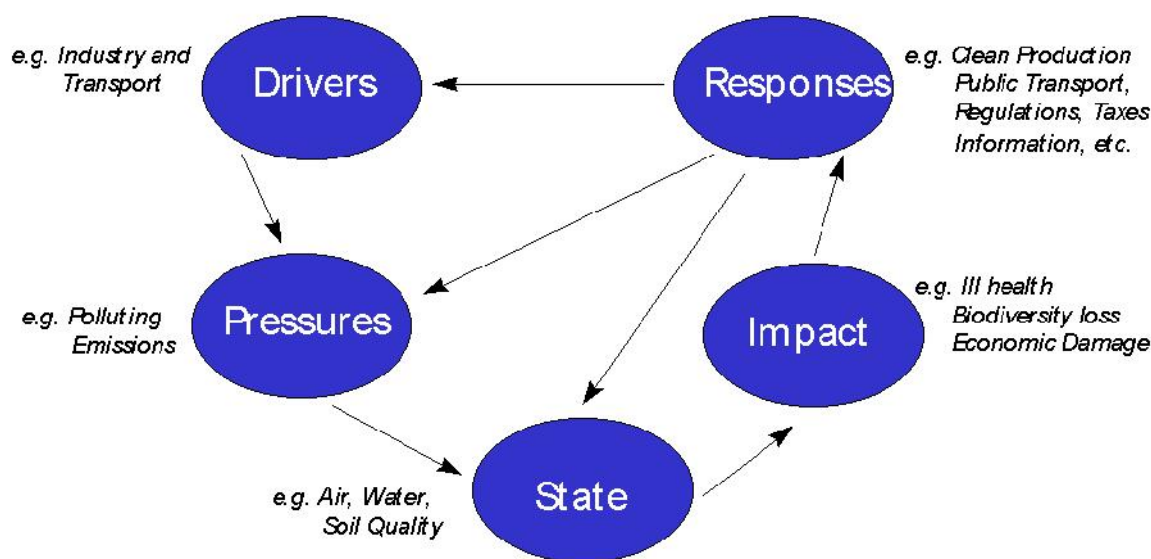 e.g. Industry and
Transport
Drivers
Responses
e.g. Clean Production
Public Transport,
Regulations, Taxes
Information, etc.
e.g. Polluting
Emissions
Pressures
Impact
e.g. Ill health
Biodiversity loss
Economic Damage
e.g. Air, Water,
Soil Quality
State